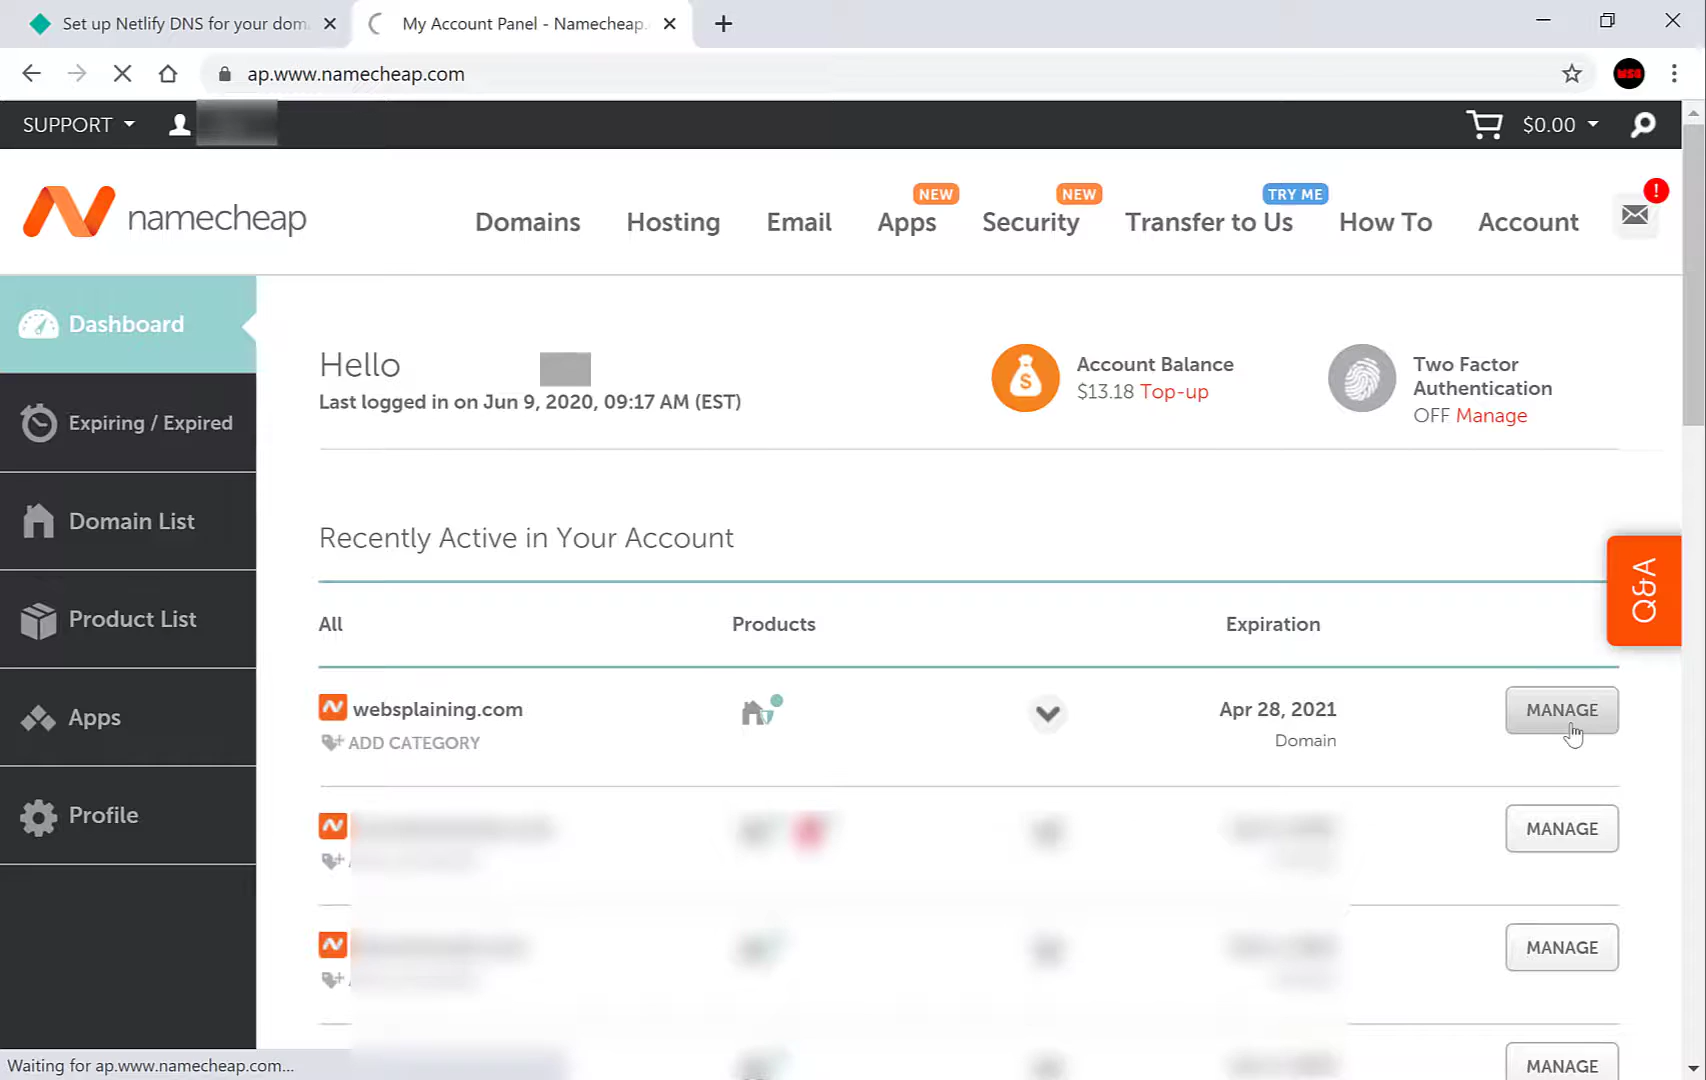 Set up Netlify DNS for your dom
My Account Panel - Namecheap.
ap.www.namecheap.com
SUPPORT
$0.00
namecheap
Domains
Hosting
Email
NEW
Apps
NEW
Security
TRY ME
Transfer to Us
How To
Account
!
Dashboard
Expiring / Expired
Domain List
Product List
Apps
Profile
Hello
Last logged in on Jun 9, 2020, 09:17 AM (EST)
Account Balance
$13.18 Top-up
Two Factor
Authentication
OFF Manage
Recently Active in Your Account
Q&A
All
Products
Expiration
websplaining.com
Apr 28, 2021
MANAGE
ADD CATEGORY
Domain
MANAGE
MANAGE
MANAGE
Waiting for ap.www.namecheap.com...